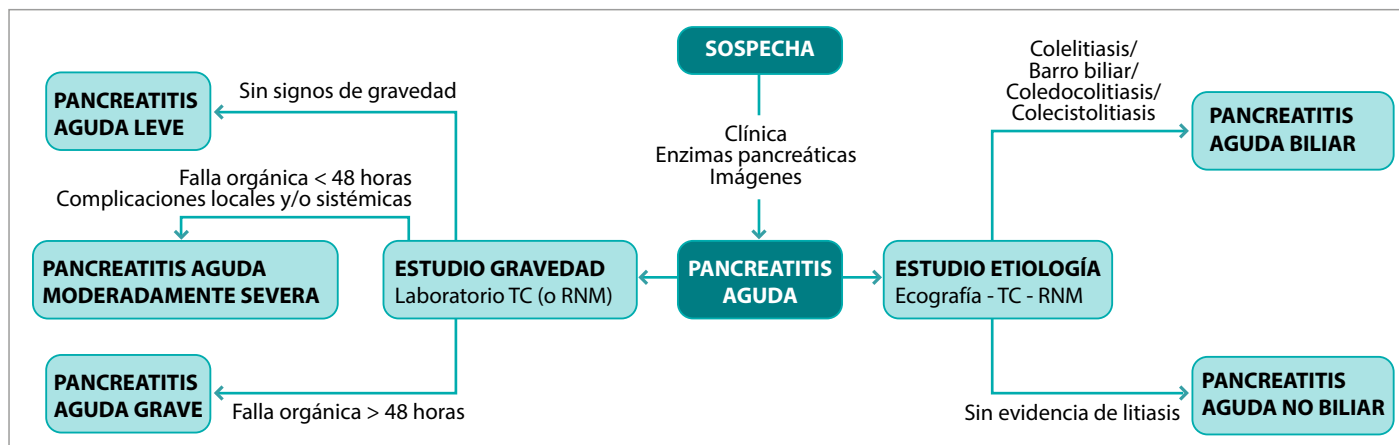 SOSPECHA
Clínica
Enzimas pancreáticas
Imágenes
PANCREATITIS
AGUDA
ESTUDIO GRAVEDAD
Laboratorio TC (o RNM)
Sin signos de gravedad
PANCREATITIS
AGUDA LEVE
Falla orgánica < 48 horas
Complicaciones locales y/o sistémicas
PANCREATITIS AGUDA
MODERADAMENTE SEVERA
Falla orgánica > 48 horas
PANCREATITIS
AGUDA GRAVE
ESTUDIO ETIOLOGÍA
Ecografía - TC - RNM
Colelitiasis/
Barro biliar/
Coledocolitiasis/
Colecistolitiasis
PANCREATITIS
AGUDA BILIAR
Sin evidencia de litiasis
PANCREATITIS
AGUDA NO BILIAR